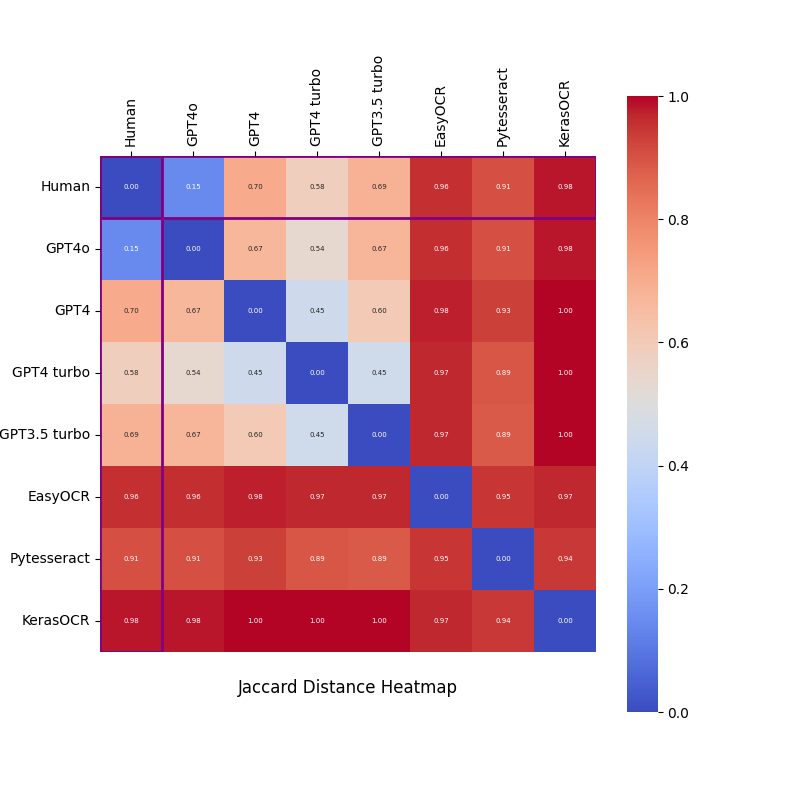 Human GPT4o GPT4 GPT4 turbo GPT3.5 turbo EasyOCR Pytesseract KerasOCR
Human 0.00 0.15 0.70 0.58 0.69 0.96 0.91 0.98
GPT4o 0.15 0.00 0.67 0.54 0.67 0.96 0.91 0.98
GPT4 0.70 0.67 0.00 0.45 0.60 0.98 0.93 1.00
GPT4 turbo 0.58 0.54 0.45 0.00 0.45 0.97 0.89 1.00
GPT3.5 turbo 0.69 0.67 0.60 0.45 0.00 0.97 0.89 1.00
EasyOCR 0.96 0.96 0.98 0.97 0.97 0.00 0.95 0.97
Pytesseract 0.91 0.91 0.93 0.89 0.89 0.95 0.00 0.94
KerasOCR 0.98 0.98 1.00 1.00 1.00 0.97 0.94 0.00
Jaccard Distance Heatmap
1.0
0.8
0.6
0.4
0.2
0.0